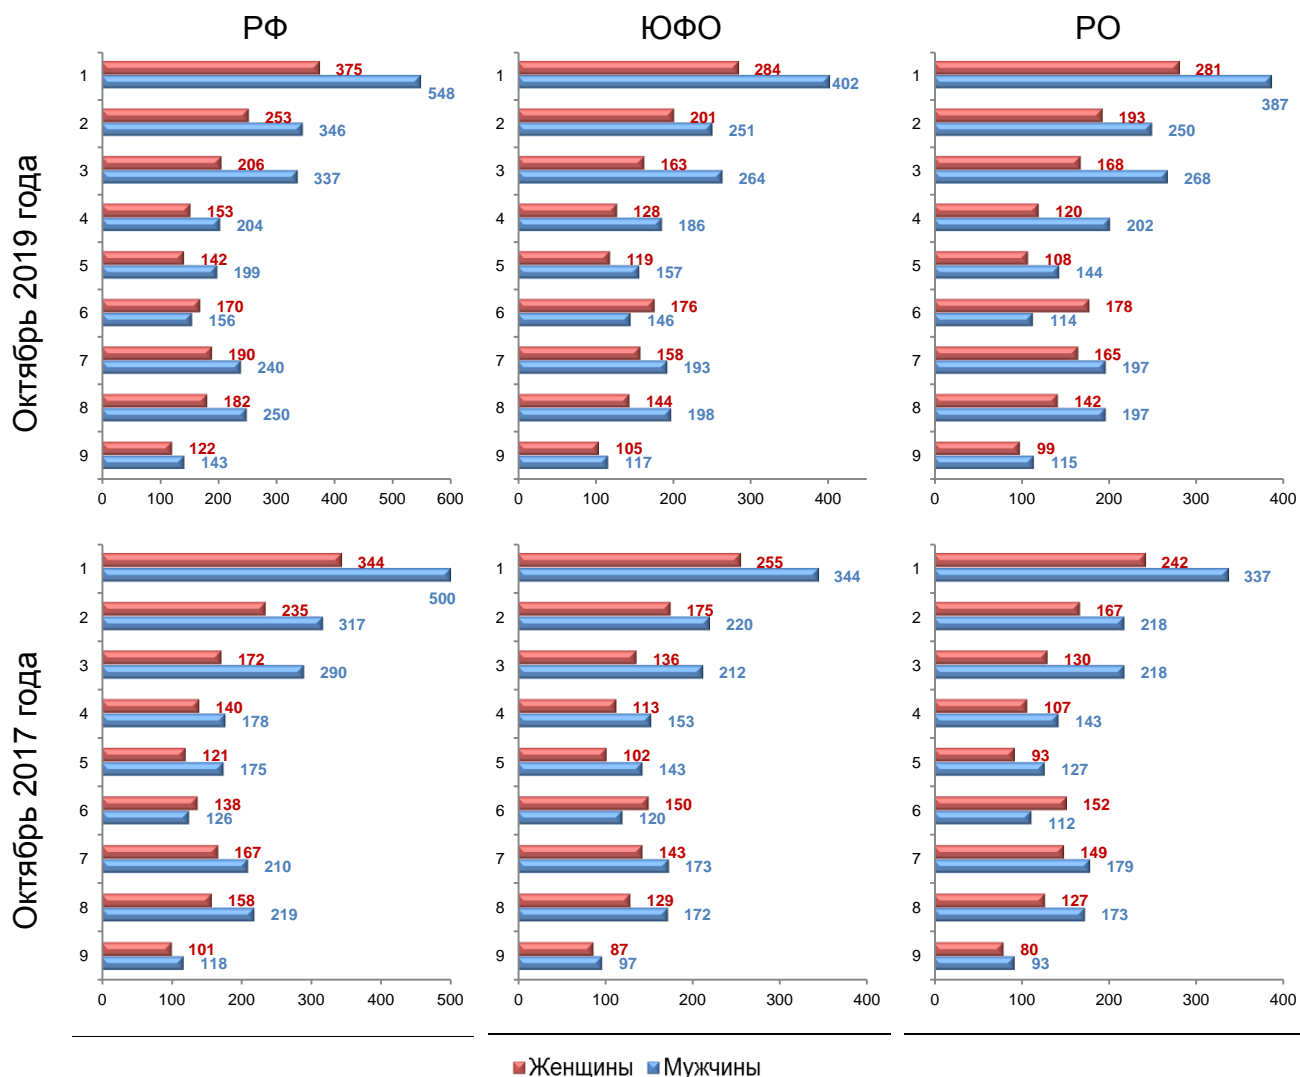 РФ ЮФО РО
Октябрь 2019 года
1 375 548
2 253 346
3 206 337
4 153 204
5 142 199
6 170 156
7 190 240
8 182 250
9 122 143
0 100 200 300 400 500 600
1 284 402
2 201 251
3 163 264
4 128 186
5 119 157
6 176 146
7 158 193
8 144 198
9 105 117
0 100 200 300 400
1 281 387
2 193 250
3 168 268
4 120 202
5 108 144
6 178 114
7 165 197
8 142 197
9 99 115
0 100 200 300 400
Октябрь 2017 года
1 344 500
2 235 317
3 172 290
4 140 178
5 121 175
6 138 126
7 167 210
8 158 219
9 101 118
0 100 200 300 400 500
1 255 344
2 175 220
3 136 212
4 113 153
5 102 143
6 150 120
7 143 173
8 129 172
9 87 97
0 100 200 300 400
1 242 337
2 167 218
3 130 218
4 107 143
5 93 127
6 152 112
7 149 179
8 127 173
9 80 93
0 100 200 300 400
Женщины Мужчины